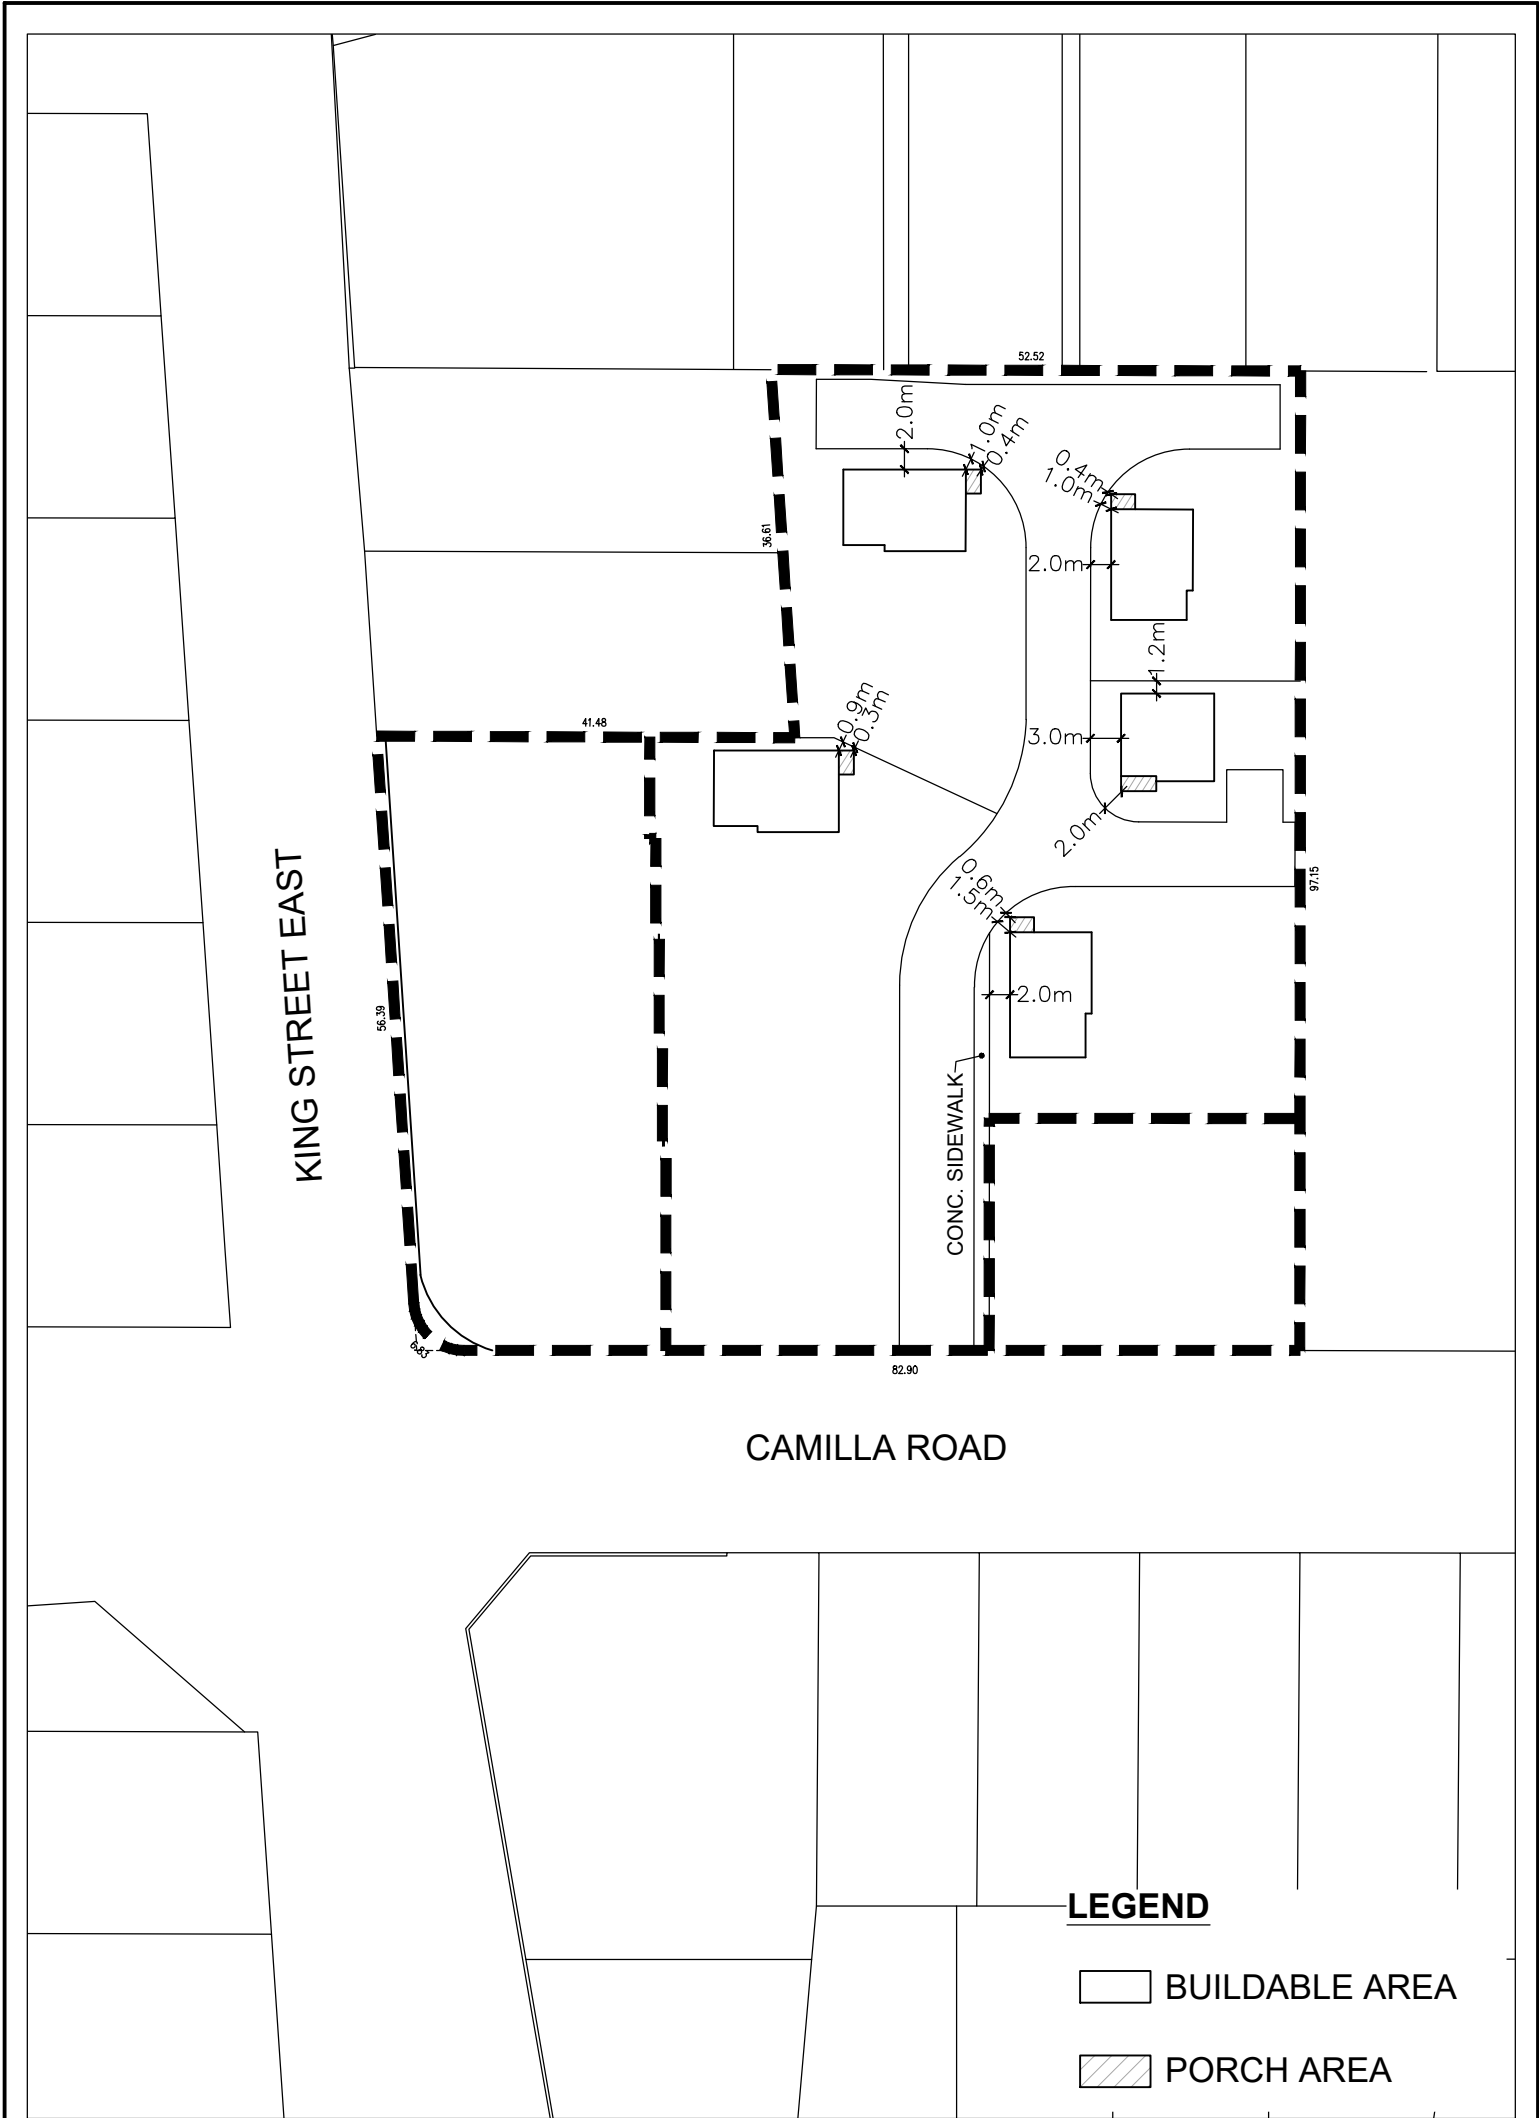 52.52
2.0m
1.0m
0.4m
0.4m
1.0m
36.61
2.0m
1.2m
0.9m
0.3m
41.48
3.0m
2.0m
KING STREET EAST
97.15
0.6m
1.5m
2.0m
56.39
CONC. SIDEWALK
6.83
82.90
CAMILLA ROAD
LEGEND
BUILDABLE AREA
PORCH AREA